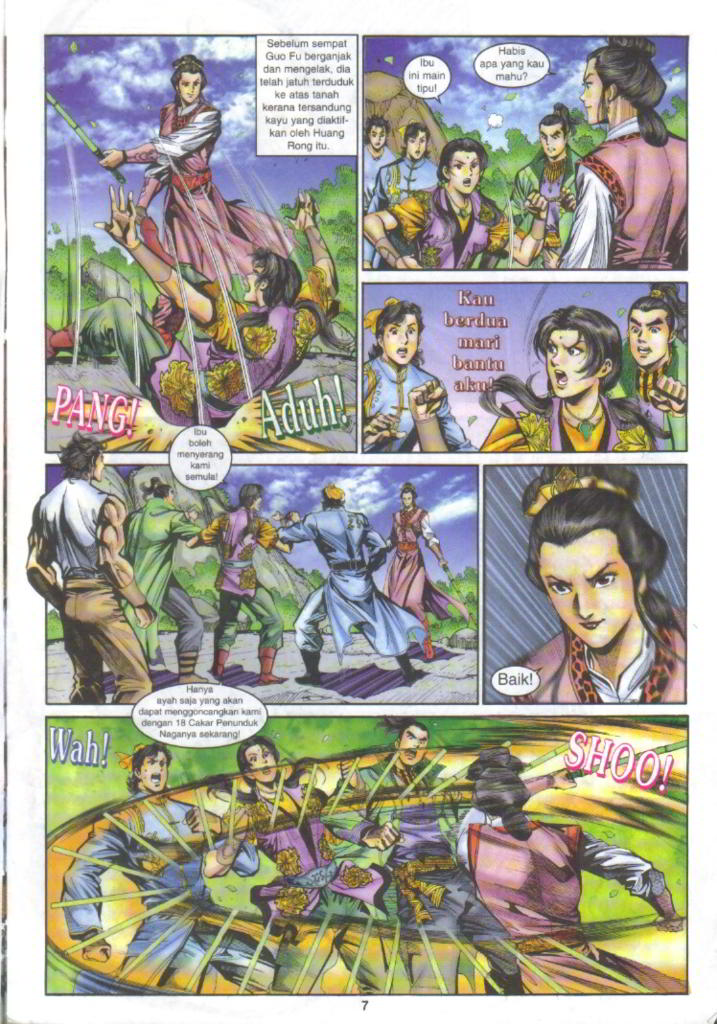 Sebelum sempat
Guo Fu berganjak
dan mengelak, dia
telah jatuh terduduk
ke atas tanah
kerana tersandung
kayu yang diaktif-
kan oleh Huang
Rong itu.
PANG!
Aduh!
Ibu
ini main
tipu!
Habis
apa yang kau
mahu?
Kau
berdua
mari
bantu
aku!
Ibu
boleh
menyerang
kami
semula!
Baik!
Hanya
ayah saja yang akan
dapat menggoncangkan kami
dengan 18 Cakar Penunduk
Naganya sekarang!
Wah!
SHOO!
7